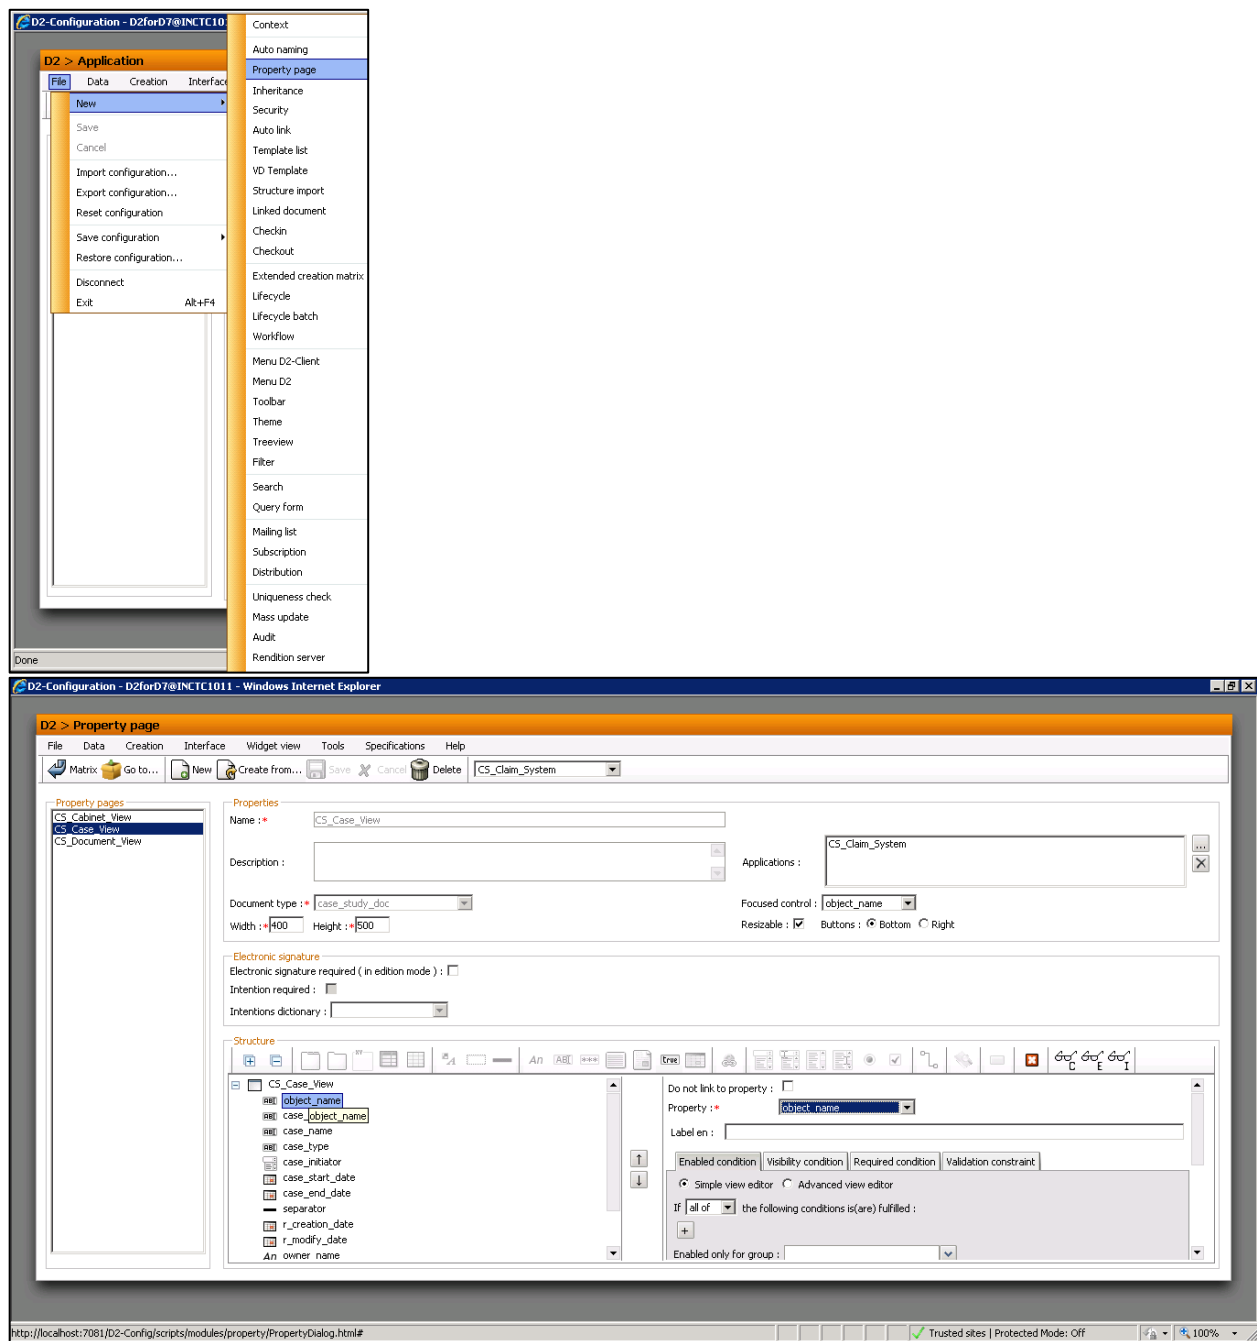 D2-Configuration - D2forD7@INCTC10
D2 > Application
File Data Creation Interface
New
Save
Cancel
Import configuration...
Export configuration...
Reset configuration
Save configuration
Restore configuration...
Disconnect
Exit Alt+F4
Done
Context
Auto naming
Property page
Inheritance
Security
Auto link
Template list
VD Template
Structure import
Linked document
Checkin
Checkout
Extended creation matrix
Lifecycle
Lifecycle batch
Workflow
Menu D2-Client
Menu D2
Toolbar
Theme
Treeview
Filter
Search
Query form
Mailing list
Subscription
Distribution
Uniqueness check
Mass update
Audit
Rendition server
D2-Configuration - D2forD7@INCTC1011 - Windows Internet Explorer
D2 > Property page
File Data Creation Interface Widget view Tools Specifications Help
Matrix Go to... New Create from... Save Cancel Delete CS_Claim_System
Property pages
CS_Cabinet_View
CS_Case_View
CS_Document_View
Properties
Name :* CS_Case_View
Description :
Applications : CS_Claim_System
Document type :* case_study_doc
Focused control : object_name
Width :* 400 Height :* 500
Resizable : Buttons : Bottom Right
Electronic signature
Electronic signature required ( in edition mode ) :
Intention required :
Intentions dictionary :
Structure
An ABI *** true C E I
CS_Case_View
object_name
case_ object_name
case_name
case_type
case_initiator
case_start_date
case_end_date
separator
r_creation_date
r_modify_date
An owner_name
Do not link to property :
Property :* object_name
Label en :
Enabled condition Visibility condition Required condition Validation constraint
Simple view editor Advanced view editor
If all of the following conditions is(are) fulfilled :
+
Enabled only for group :
http://localhost:7081/D2-Config/scripts/modules/property/PropertyDialog.html#
Trusted sites | Protected Mode: Off 100%